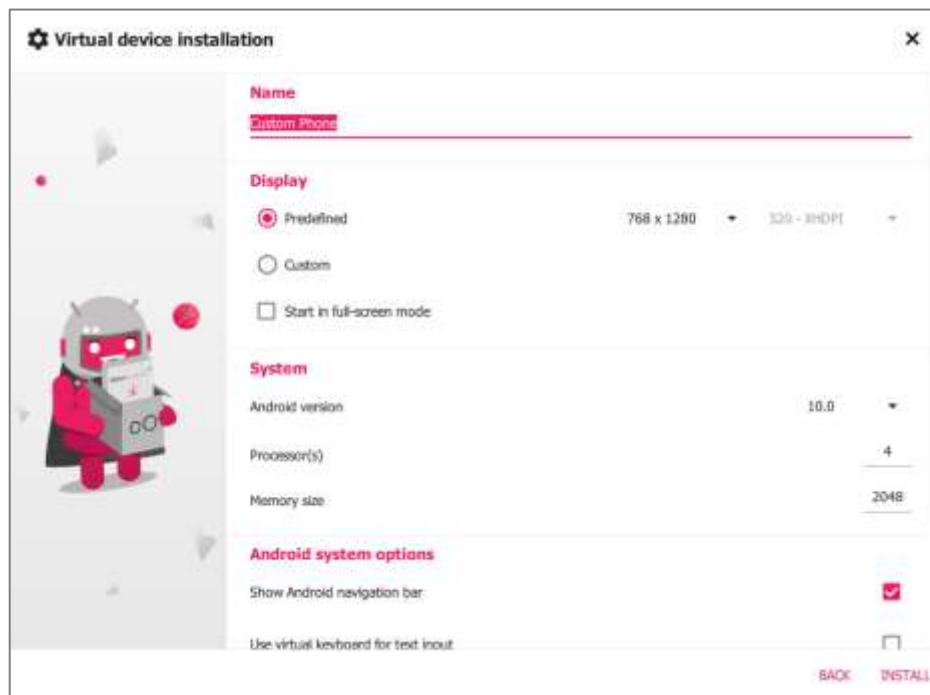 Virtual device installation
Name
Custom Phone
Display
Predefined 768 x 1280 320 - XHDPI
Custom
Start in full-screen mode
System
Android version 10.0
Processor(s) 4
Memory size 2048
Android system options
Show Android navigation bar
Use virtual keyboard for text input
BACK INSTALL